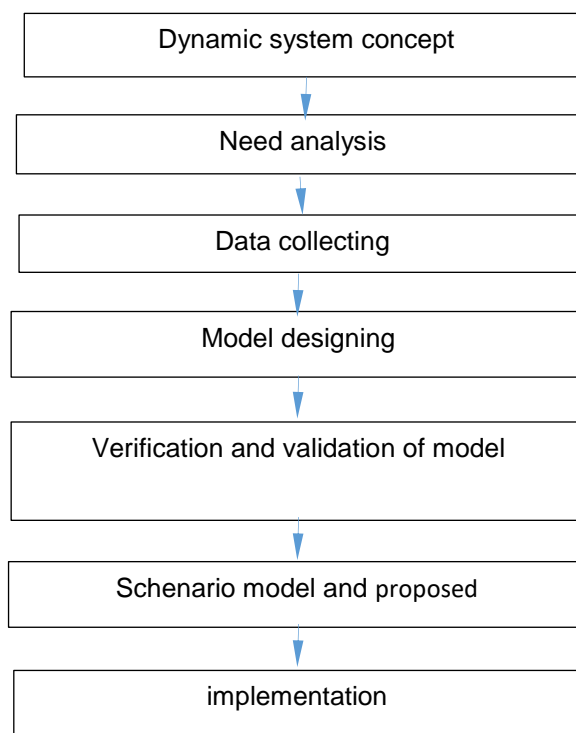 Dynamic system concept
Need analysis
Data collecting
Model designing
Verification and validation of model
Schenario model and proposed
implementation